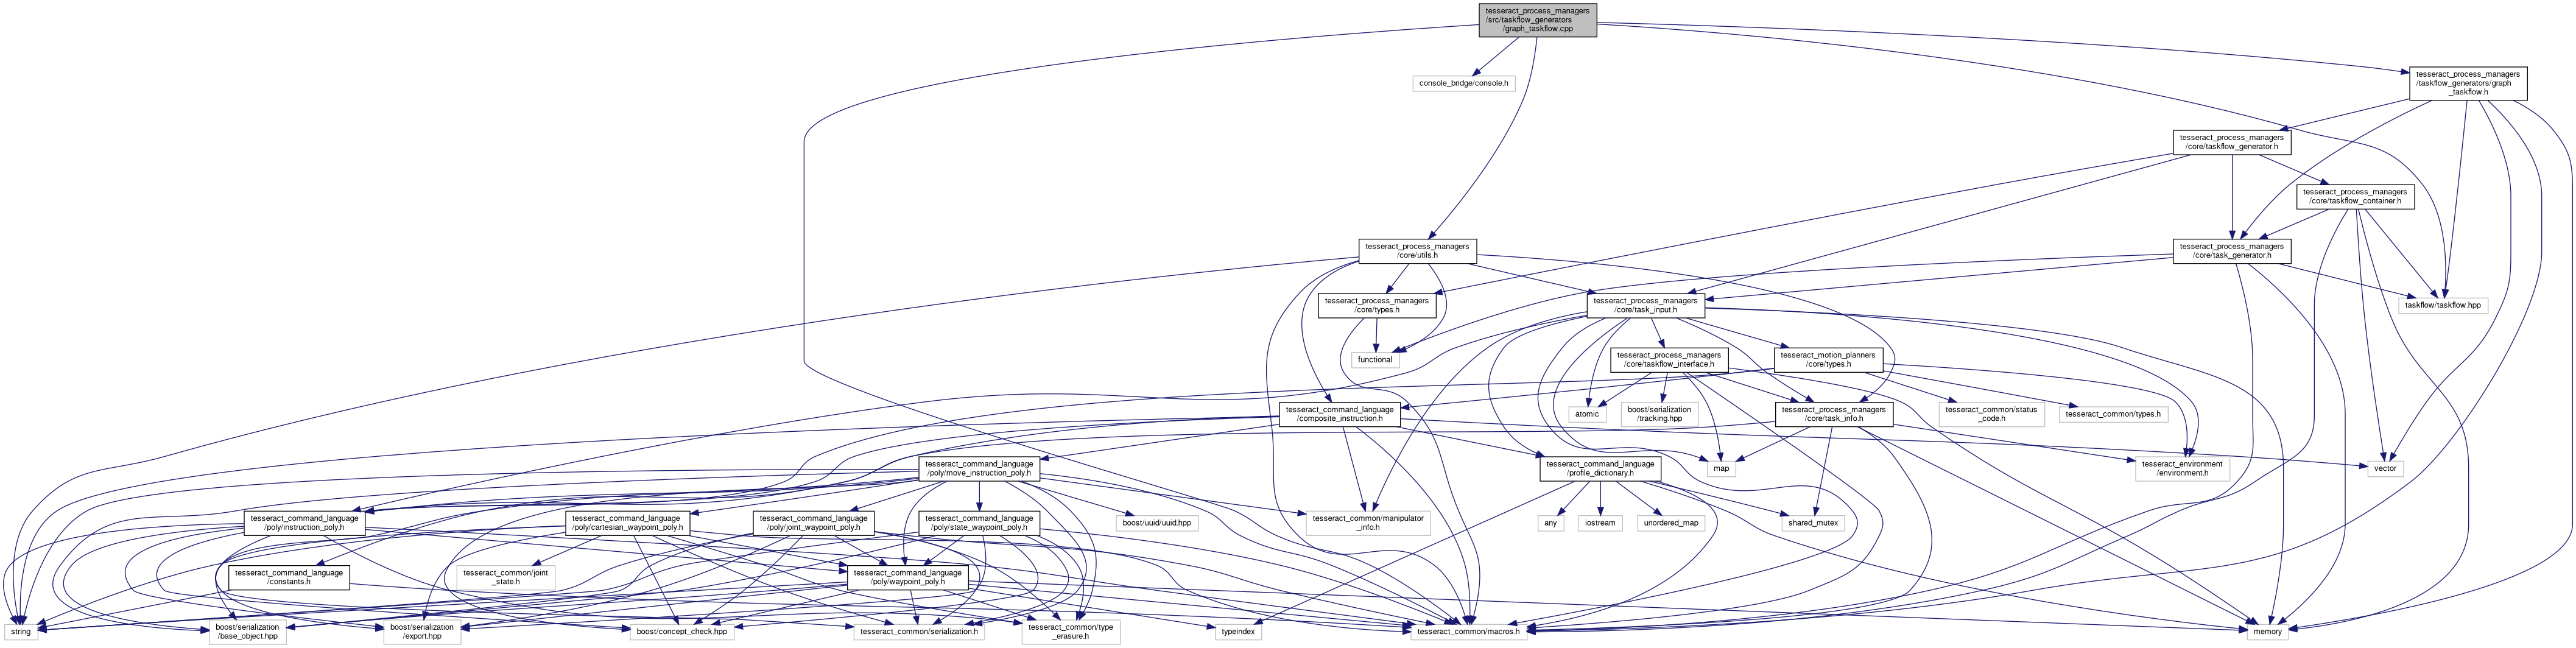 tesseract_process_managers
/src/taskflow_generators
/graph_taskflow.cpp
console_bridge/console.h
tesseract_process_managers
/taskflow_generators/graph
_taskflow.h
tesseract_process_managers
/core/taskflow_generator.h
tesseract_process_managers
/core/taskflow_container.h
tesseract_process_managers
/core/utils.h
tesseract_process_managers
/core/task_generator.h
tesseract_process_managers
/core/types.h
tesseract_process_managers
/core/task_input.h
taskflow/taskflow.hpp
functional
tesseract_process_managers
/core/taskflow_interface.h
tesseract_motion_planners
/core/types.h
tesseract_command_language
/composite_instruction.h
atomic
boost/serialization
/tracking.hpp
tesseract_process_managers
/core/task_info.h
tesseract_common/status
_code.h
tesseract_common/types.h
tesseract_command_language
/poly/move_instruction_poly.h
tesseract_command_language
/profile_dictionary.h
map
tesseract_environment
/environment.h
vector
tesseract_command_language
/poly/instruction_poly.h
tesseract_command_language
/poly/cartesian_waypoint_poly.h
tesseract_command_language
/poly/joint_waypoint_poly.h
tesseract_command_language
/poly/state_waypoint_poly.h
boost/uuid/uuid.hpp
tesseract_common/manipulator
_info.h
any
iostream
unordered_map
shared_mutex
tesseract_command_language
/constants.h
tesseract_common/joint
_state.h
tesseract_command_language
/poly/waypoint_poly.h
string
boost/serialization
/base_object.hpp
boost/serialization
/export.hpp
boost/concept_check.hpp
tesseract_common/serialization.h
tesseract_common/type
_erasure.h
typeindex
tesseract_common/macros.h
memory